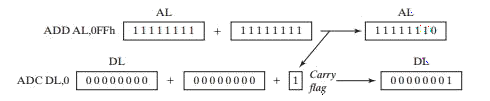 AL AL
ADD AL,0FFh 11111111 + 11111111 11111110
DL DL
ADC DL,0 00000000 + 00000000 + 1 Carry flag 00000001